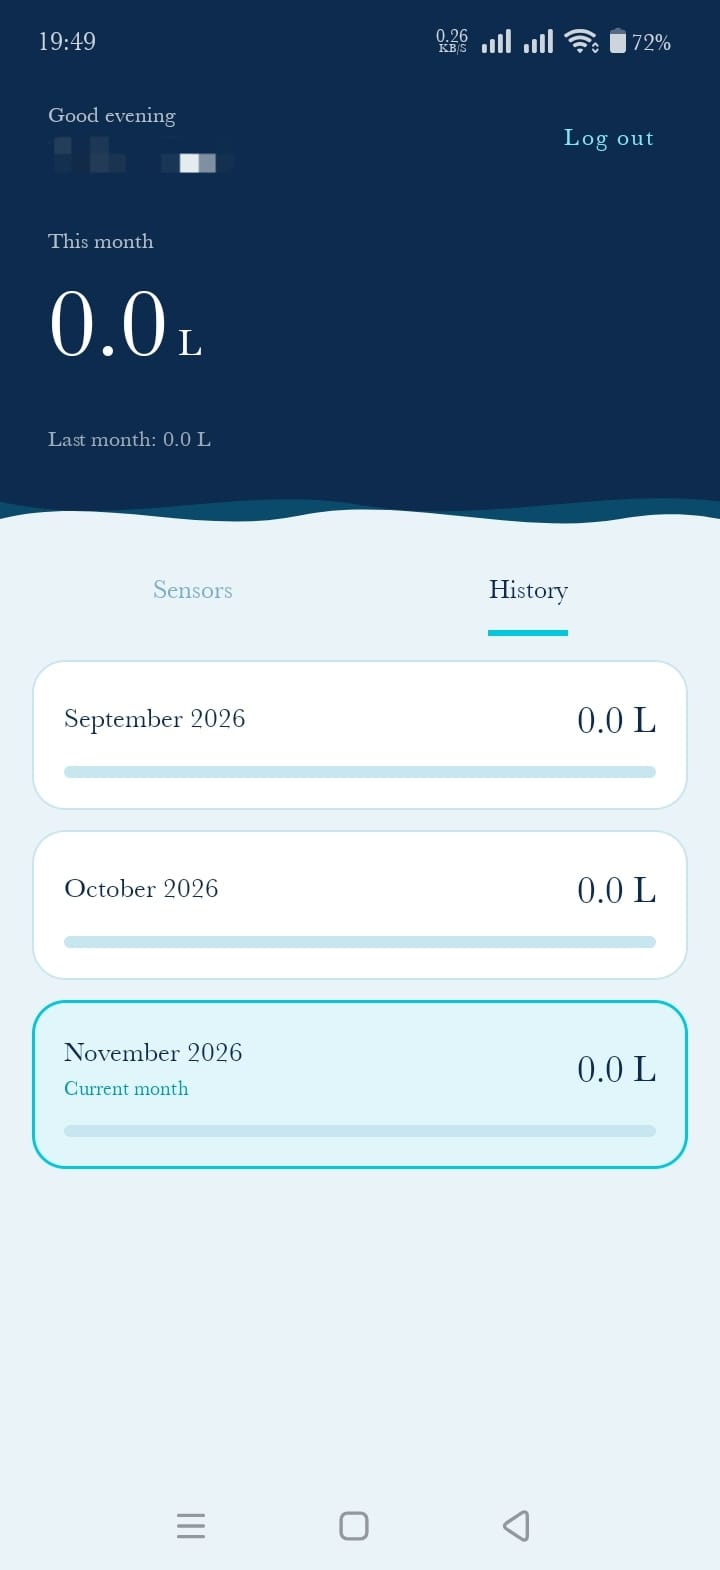 19:49
0.26
KB/S
72%
Good evening
Log out
This month
0.0 L
Last month: 0.0 L
Sensors
History
September 2026
0.0 L
October 2026
0.0 L
November 2026
Current month
0.0 L